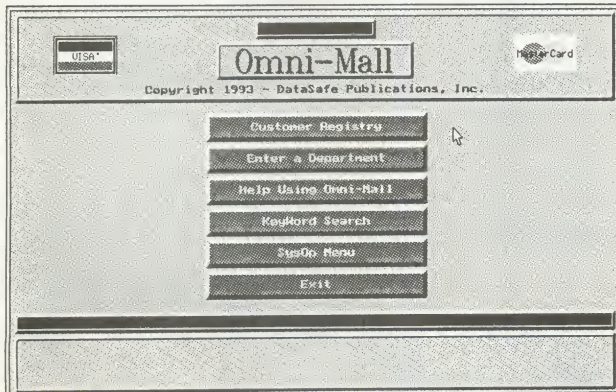 VISA
Omni-Mall
MasterCard
Copyright 1993 - DataSafe Publications, Inc.
Customer Registry
Enter a Department
Help Using Omni-Mall
KeyWord Search
SysOp Menu
Exit